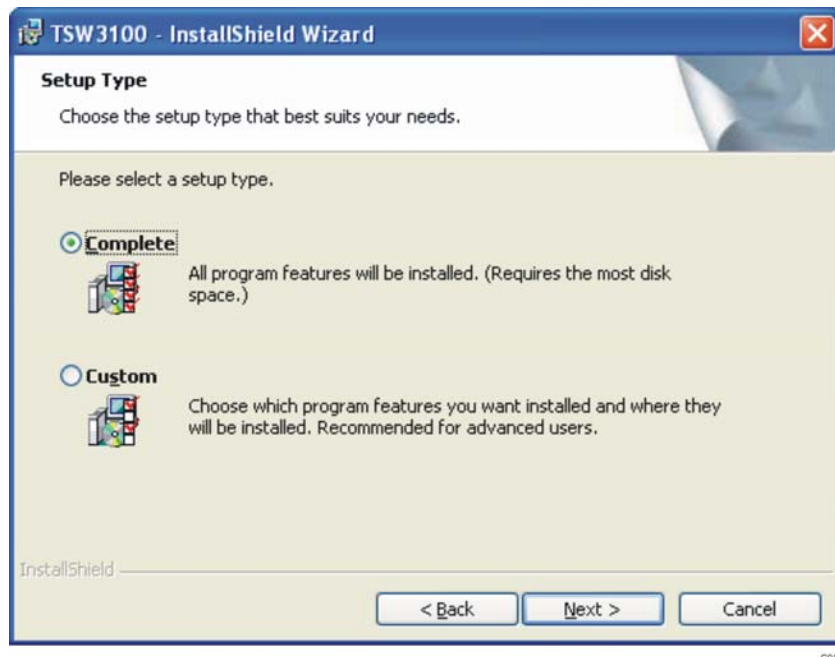 TSW3100 - InstallShield Wizard
Setup Type
Choose the setup type that best suits your needs.
Please select a setup type.
Complete
All program features will be installed. (Requires the most disk
space.)
Custom
Choose which program features you want installed and where they
will be installed. Recommended for advanced users.
InstallShield
< Back
Next >
Cancel